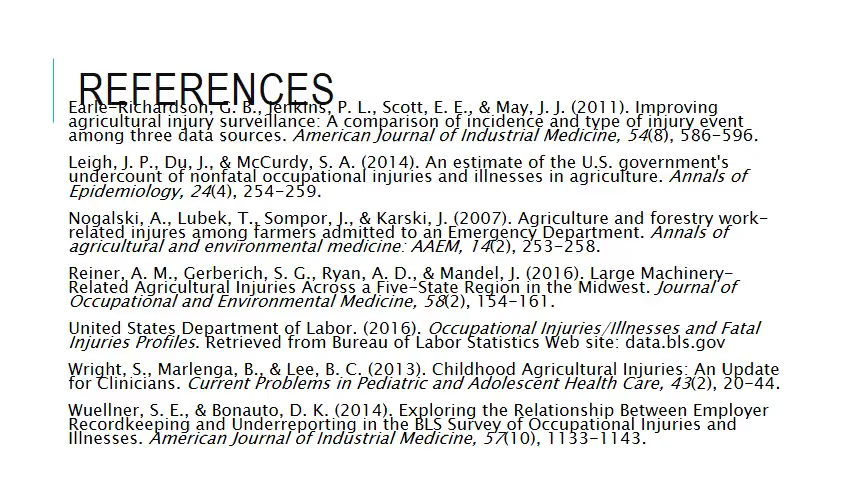 REFERENCES
Earle-Richardson, G. B., Jenkins, P. L., Scott, E. E., & May, J. J. (2011). Improving
agricultural injury surveillance: A comparison of incidence and type of injury event
among three data sources. American Journal of Industrial Medicine, 54(8), 586-596.
Leigh, J. P., Du, J., & McCurdy, S. A. (2014). An estimate of the U.S. government's
undercount of nonfatal occupational injuries and illnesses in agriculture. Annals of
Epidemiology, 24(4), 254-259.
Nogalski, A., Lubek, T., Sompor, J., & Karski, J. (2007). Agriculture and forestry work-
related injures among farmers admitted to an Emergency Department. Annals of
agricultural and environmental medicine: AAEM, 14(2), 253-258.
Reiner, A. M., Gerberich, S. G., Ryan, A. D., & Mandel, J. (2016). Large Machinery-
Related Agricultural Injuries Across a Five-State Region in the Midwest. Journal of
Occupational and Environmental Medicine, 58(2), 154-161.
United States Department of Labor. (2016). Occupational Injuries/Illnesses and Fatal
Injuries Profiles. Retrieved from Bureau of Labor Statistics Web site: data.bls.gov
Wright, S., Marlenga, B., & Lee, B. C. (2013). Childhood Agricultural Injuries: An Update
for Clinicians. Current Problems in Pediatric and Adolescent Health Care, 43(2), 20-44.
Wuellner, S. E., & Bonauto, D. K. (2014). Exploring the Relationship Between Employer
Recordkeeping and Underreporting in the BLS Survey of Occupational Injuries and
Illnesses. American Journal of Industrial Medicine, 57(10), 1133-1143.